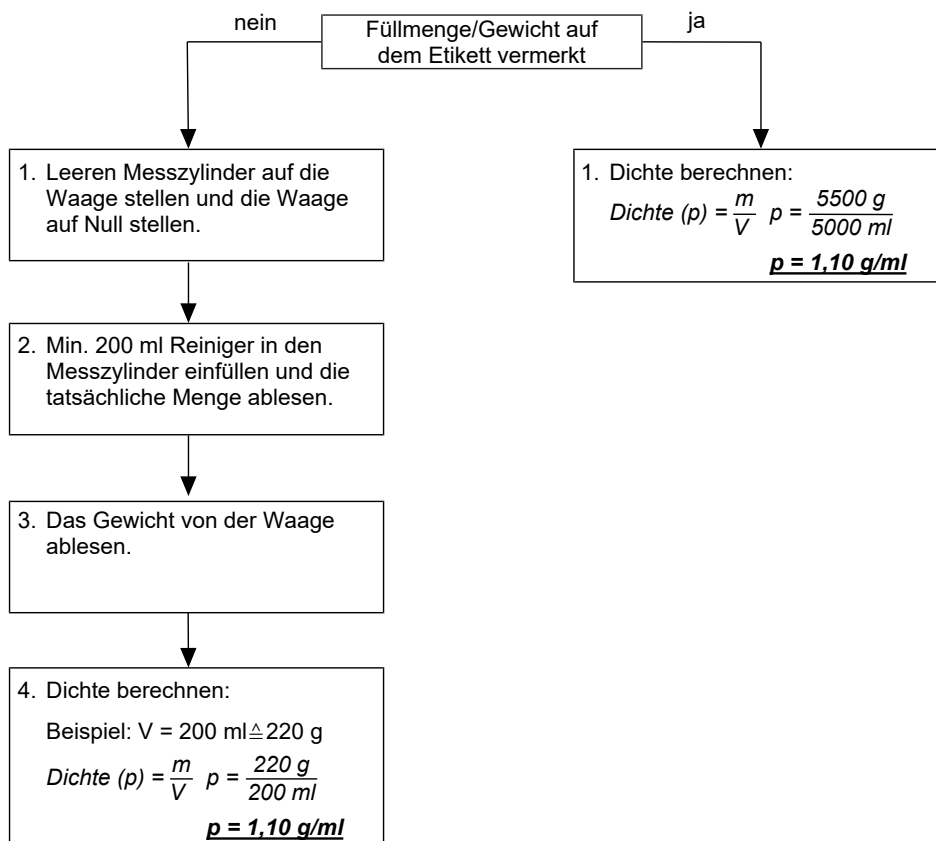 nein
Füllmenge/Gewicht auf
dem Etikett vermerkt
ja
1. Leeren Messzylinder auf die
Waage stellen und die Waage
auf Null stellen.
2. Min. 200 ml Reiniger in den
Messzylinder einfüllen und die
tatsächliche Menge ablesen.
3. Das Gewicht von der Waage
ablesen.
4. Dichte berechnen:
Beispiel: V = 200 ml≙220 g
Dichte (p) = m/V p = 220 g/200 ml
p = 1,10 g/ml
1. Dichte berechnen:
Dichte (p) = m/V p = 5500 g/5000 ml
p = 1,10 g/ml